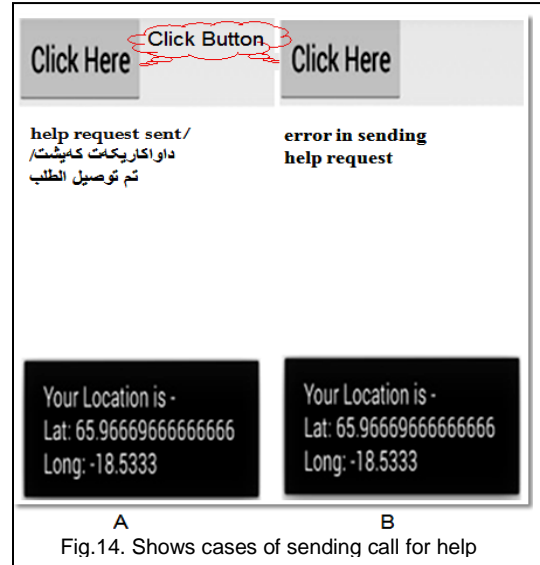 Click Here
Click Button
Click Here
help request sent/
داواکاریکەت کەیشت/
تم توصيل الطلب
error in sending
help request
Your Location is -
Lat: 65.96669666666666
Long: -18.5333
Your Location is -
Lat: 65.96669666666666
Long: -18.5333
A
B
Fig.14. Shows cases of sending call for help